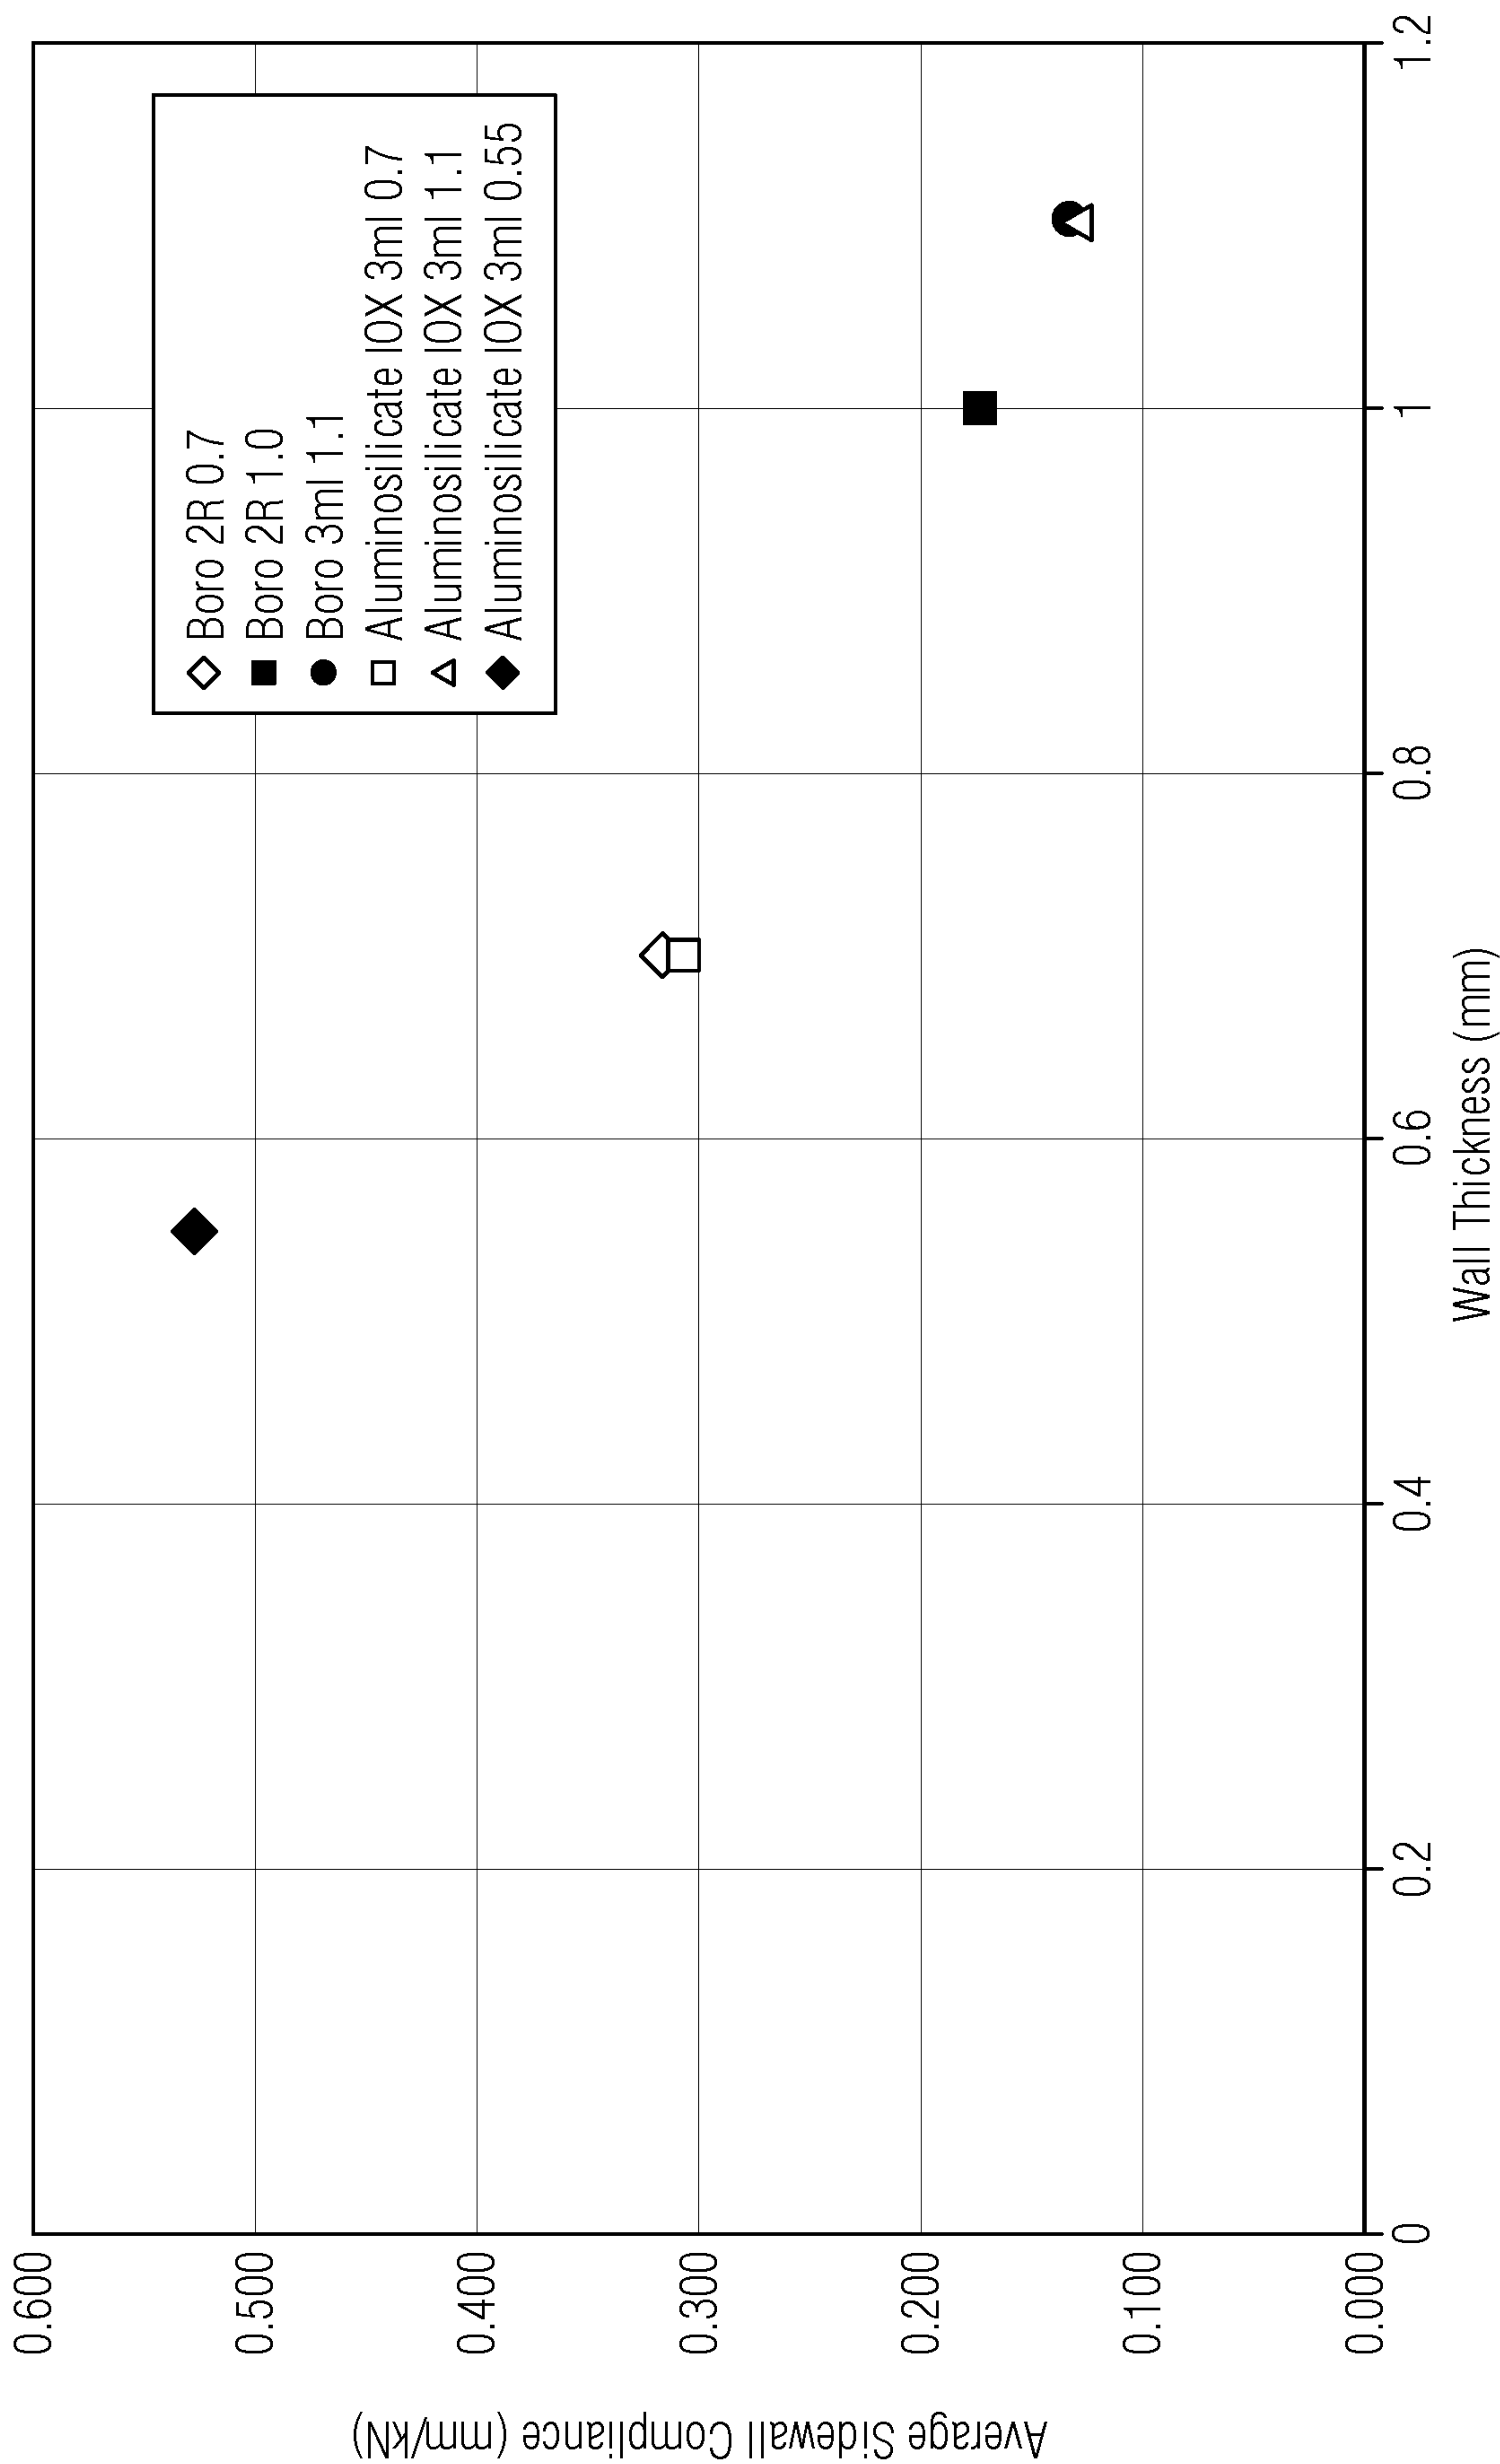 Average Sidewall Compliance (mm/kN)
0.600
0.500
0.400
0.300
0.200
0.100
0.000
Boro 2R 0.7
Boro 2R 1.0
Boro 3ml 1.1
Aluminosilicate IOX 3ml 0.7
Aluminosilicate IOX 3ml 1.1
Aluminosilicate IOX 3ml 0.55
0 0.2 0.4 0.6 0.8 1 1.2
Wall Thickness (mm)